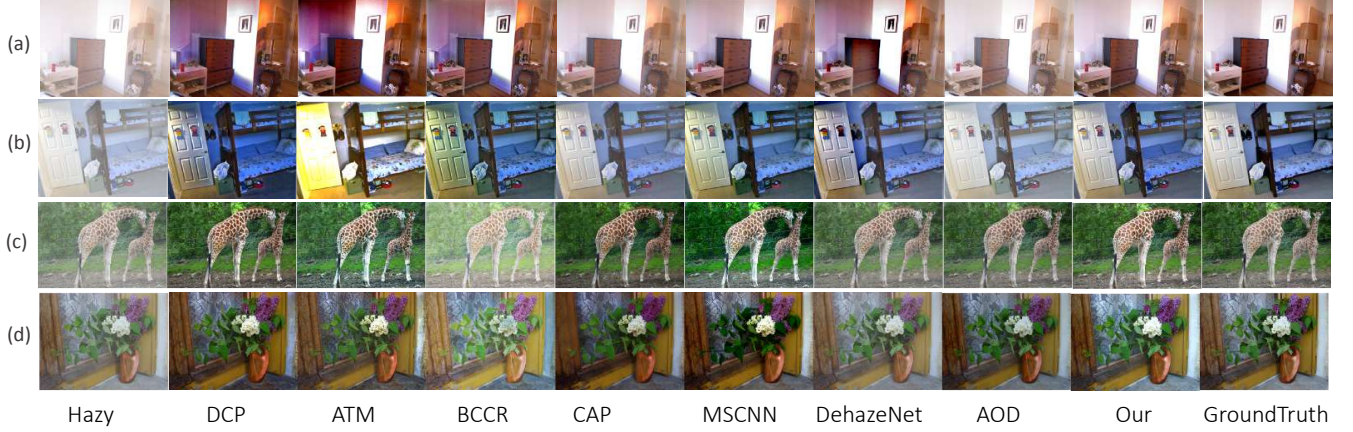 (a)
(b)
(c)
(d)
Hazy DCP ATM BCCR CAP MSCNN DehazeNet AOD Our GroundTruth